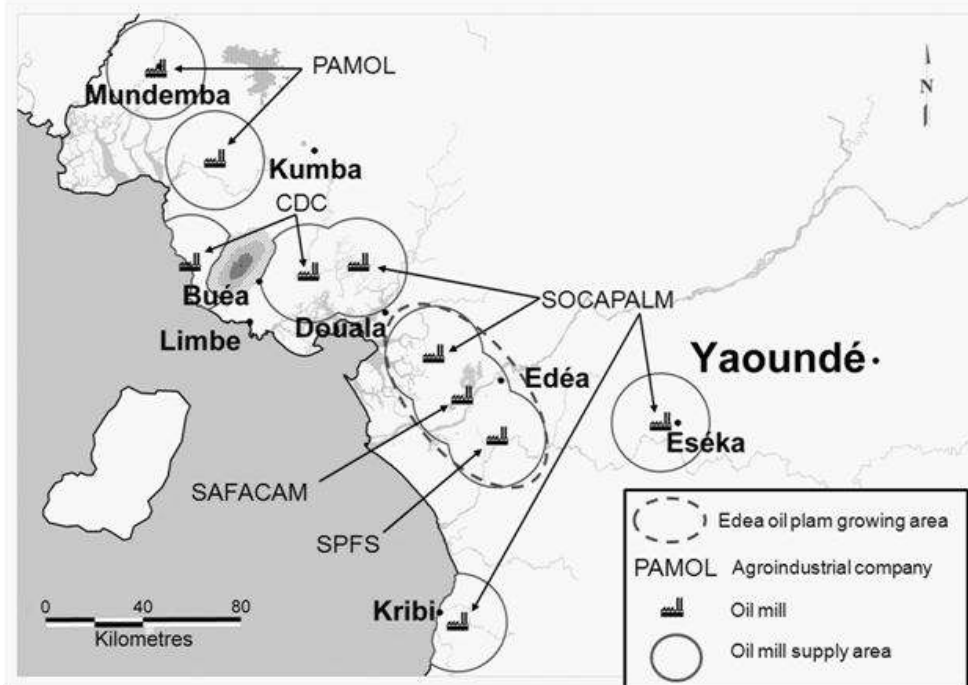 PAMOL
N
Mundemba
Kumba
CDC
Buéa
SOCAPALM
Limbe
Douala
Yaoundé
Edéa
Eséka
SAFACAM
SPFS
Kribi
0 40 80
Kilometres
Edea oil plam growing area
PAMOL Agroindustrial company
Oil mill
Oil mill supply area